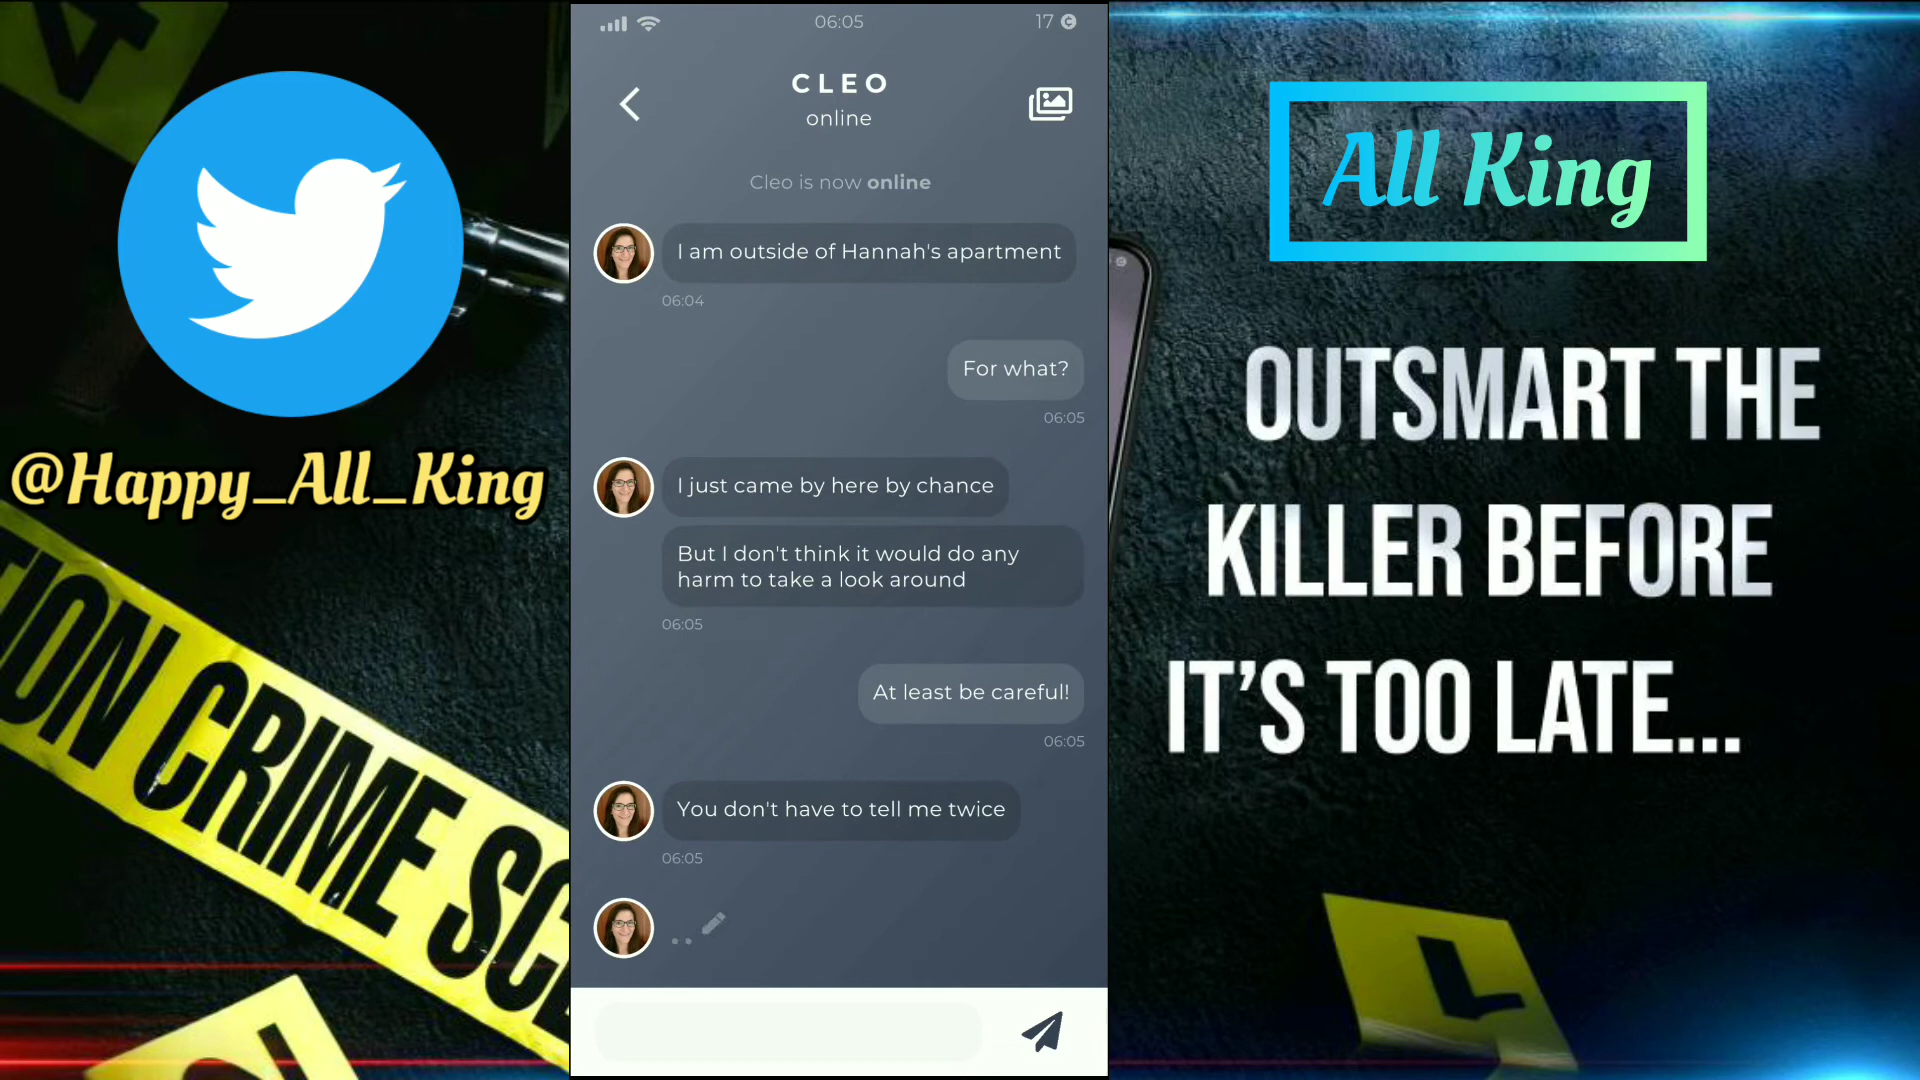 @Happy_All_King
TION CRIME SC
06:05
17
CLEO
online
Cleo is now online
I am outside of Hannah's apartment
06:04
For what?
06:05
I just came by here by chance
But I don't think it would do any
harm to take a look around
06:05
At least be careful!
06:05
You don't have to tell me twice
06:05
All King
OUTSMART THE
KILLER BEFORE
IT'S TOO LATE...